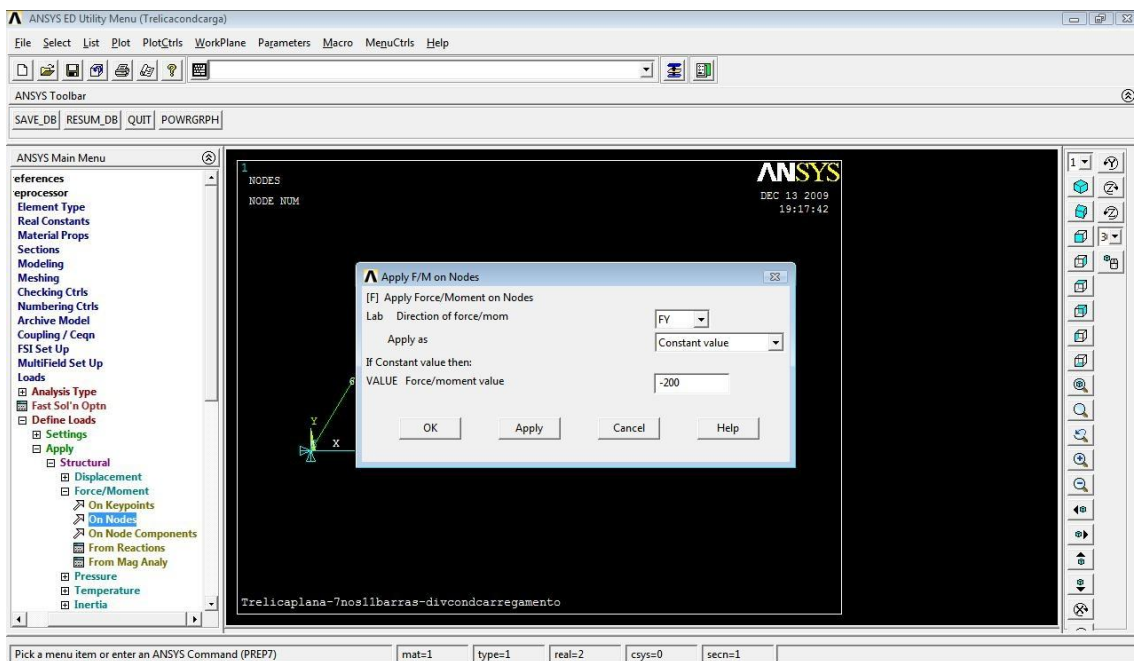 ANSYS ED Utility Menu (Trelicacondcarga)
File Select List Plot PlotCtrls WorkPlane Parameters Macro MenuCtrls Help
ANSYS Toolbar
SAVE_DB RESUM_DB QUIT POWRGRPH
ANSYS Main Menu
eferences
eprocessor
Element Type
Real Constants
Material Props
Sections
Modeling
Meshing
Checking Ctrls
Numbering Ctrls
Archive Model
Coupling / Ceqn
FSI Set Up
MultiField Set Up
Loads
Analysis Type
Fast Sol'n Optn
Define Loads
Settings
Apply
Structural
Displacement
Force/Moment
On Keypoints
On Nodes
On Node Components
From Reactions
From Mag Analy
Pressure
Temperature
Inertia
1
NODES
NODE NUM
ANSYS
DEC 13 2009
19:17:42
Apply F/M on Nodes
[F] Apply Force/Moment on Nodes
Lab Direction of force/mom FY
Apply as Constant value
If Constant value then:
VALUE Force/moment value -200
OK Apply Cancel Help
Y
X
Trelicaplana-7nos11barras-divcondcarregamento
1
Pick a menu item or enter an ANSYS Command (PREP7) mat=1 type=1 real=2 csys=0 secn=1